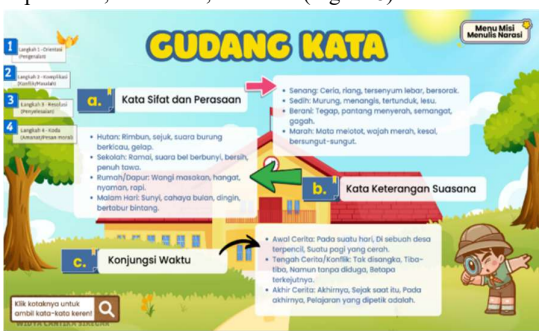 GUDANG KATA
Menu Misi
Menulis Narasi
1
Langkah 1 - Orientasi
(Pengenalan)
2
Langkah 2 - Komplikasi
(Konflik/Masalah)
3
Langkah 3 - Resolusi
(Penyelesaian)
4
Langkah 4 - Koda
(Amanat/Pesan moral)
a.
Kata Sifat dan Perasaan
Senang: Ceria, riang, tersenyum lebar, bersorak.
Sedih: Murung, menangis, tertunduk, lesu.
Berani: Tegap, pantang menyerah, semangat,
gagah.
Marah: Mata melotot, wajah merah, kesal,
bersungut-sungut.
Hutan: Rimbun, sejuk, suara burung
berkicau, gelap.
Sekolah: Ramai, suara bel berbunyi, bersih,
penuh tawa.
Rumah/Dapur: Wangi masakan, hangat,
nyaman, rapi.
Malam Hari: Sunyi, cahaya bulan, dingin,
bertabur bintang.
b.
Kata Keterangan Suasana
c.
Konjungsi Waktu
Awal Cerita: Pada suatu hari, Di sebuah desa
terpencil, Suatu pagi yang cerah.
Tengah Cerita/Konflik: Tak disangka, Tiba-
tiba, Namun tanpa diduga, Betapa
terkejutnya.
Akhir Cerita: Akhirnya, Sejak saat itu, Pada
akhirnya, Pelajaran yang dipetik adalah.
Klik kotaknya untuk
ambil kata-kata keren!